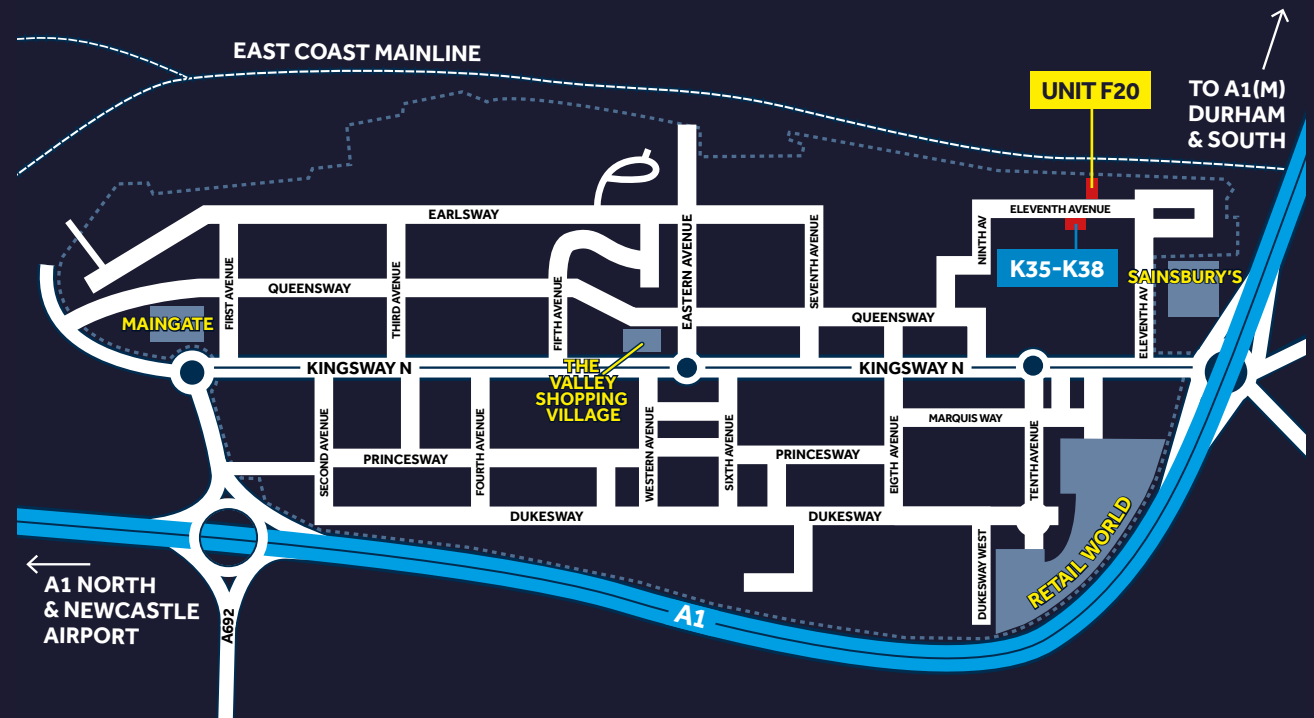 EAST COAST MAINLINE
UNIT F20
TO A1(M)
DURHAM
& SOUTH
EARLSWAY
ELEVENTH AVENUE
NINTH AV
K35-K38
SAINSBURY'S
ELEVENTH AV
FIRST AVENUE
THIRD AVENUE
FIFTH AVENUE
EASTERN AVENUE
SEVENTH AVENUE
QUEENSWAY
QUEENSWAY
MAINGATE
KINGSWAY N
KINGSWAY N
THE
VALLEY
SHOPPING
VILLAGE
SECOND AVENUE
FOURTH AVENUE
WESTERN AVENUE
SIXTH AVENUE
EIGTH AVENUE
MARQUIS WAY
TENTH AVENUE
PRINCESWAY
PRINCESWAY
DUKESWAY
DUKESWAY
DUKESWAY WEST
RETAIL WORLD
A1 NORTH
& NEWCASTLE
AIRPORT
A692
A1